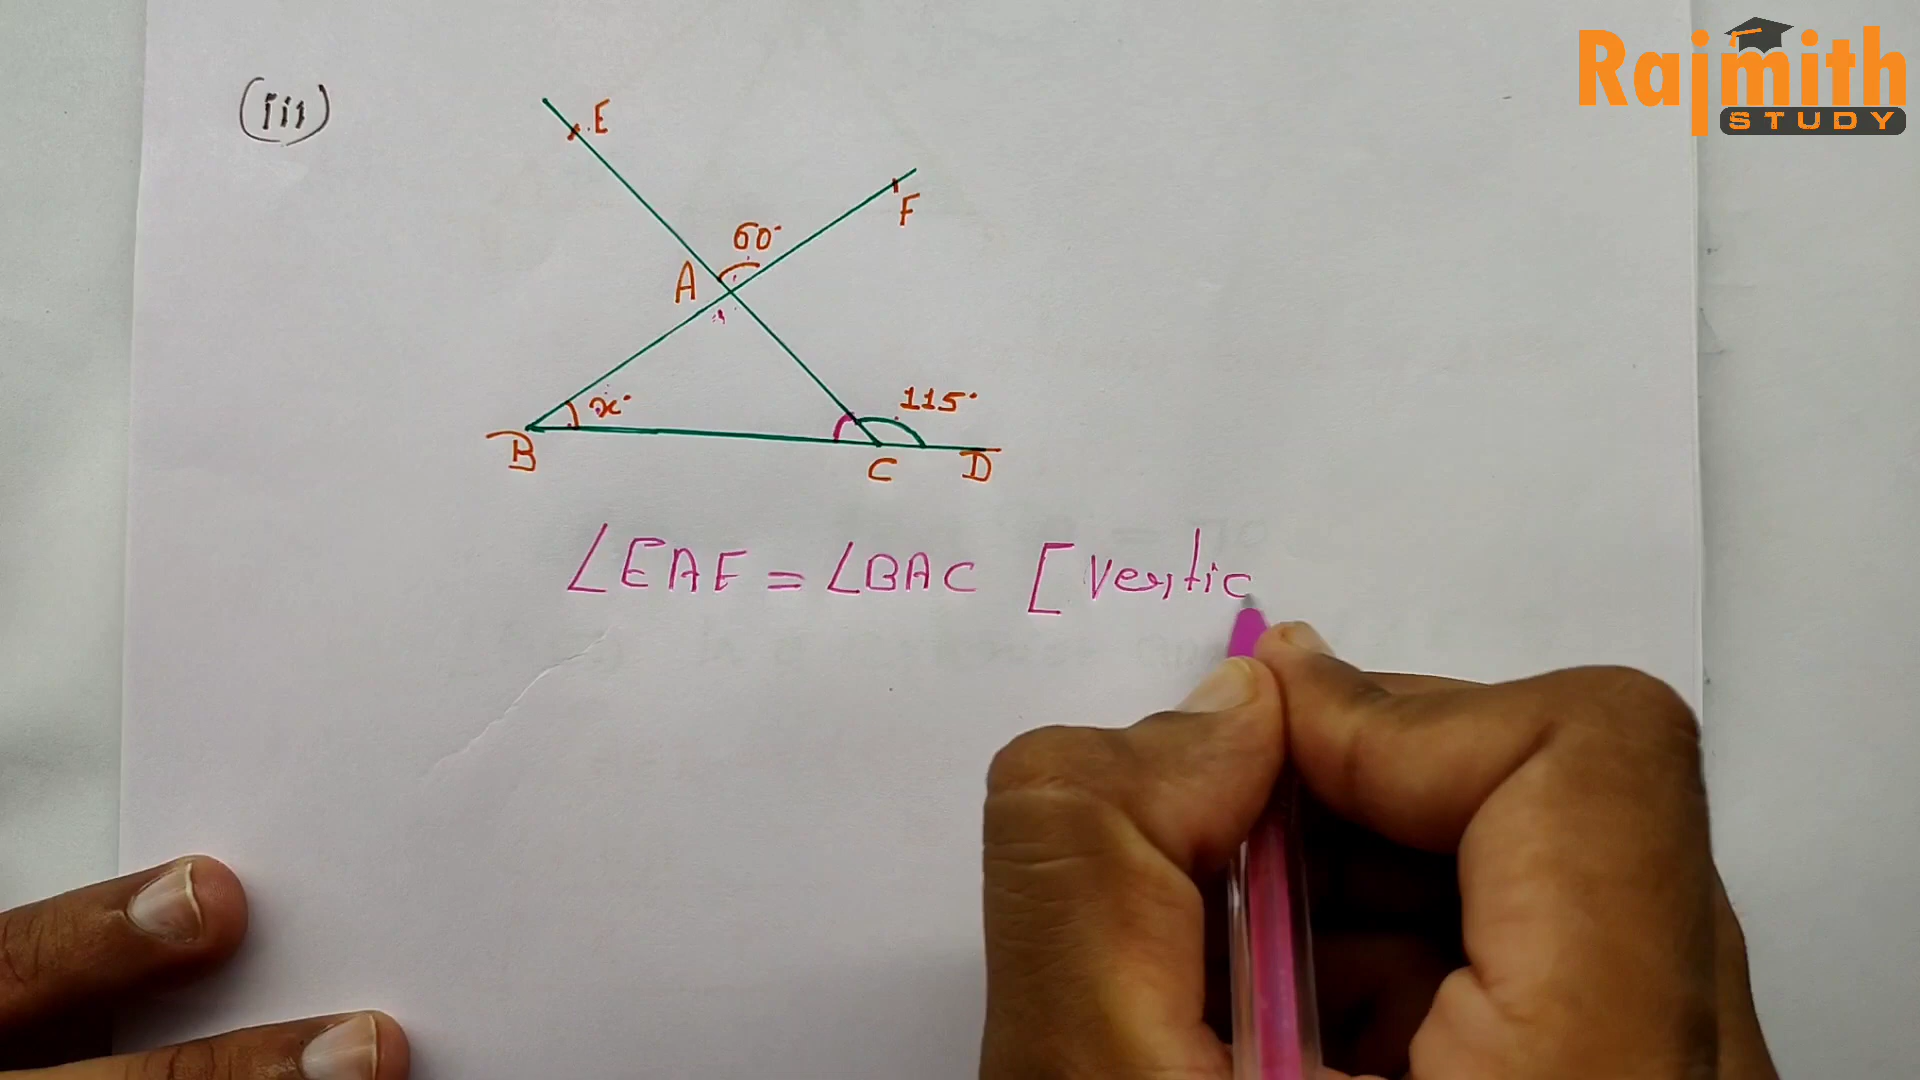 Rajmith
STUDY
(iii)
.E
F
60°
A
x°
115°
B
C
D
∠EAF = ∠BAC [Vertic